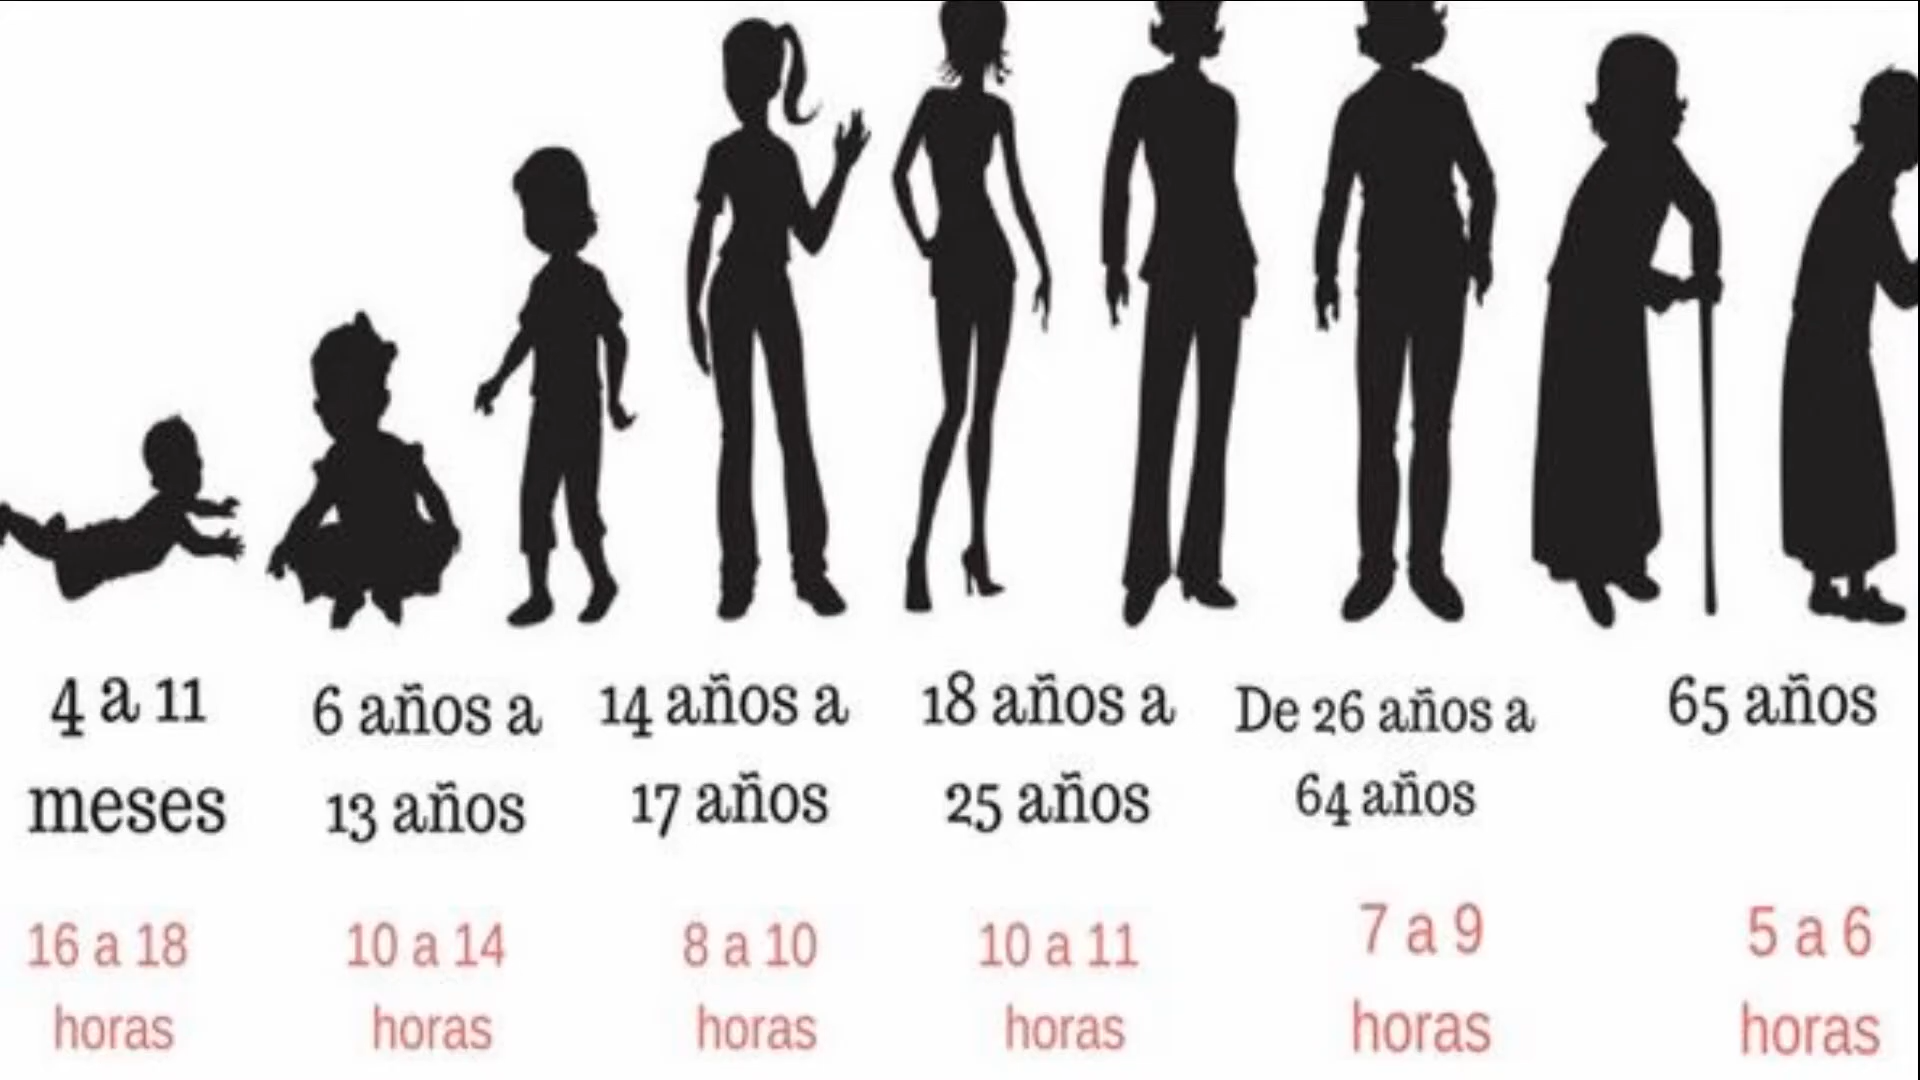 4 a 11
meses
6 años a
13 años
14 años a
17 años
18 años a
25 años
De 26 años a
64 años
65 años
16 a 18
horas
10 a 14
horas
8 a 10
horas
10 a 11
horas
7 a 9
horas
5 a 6
horas